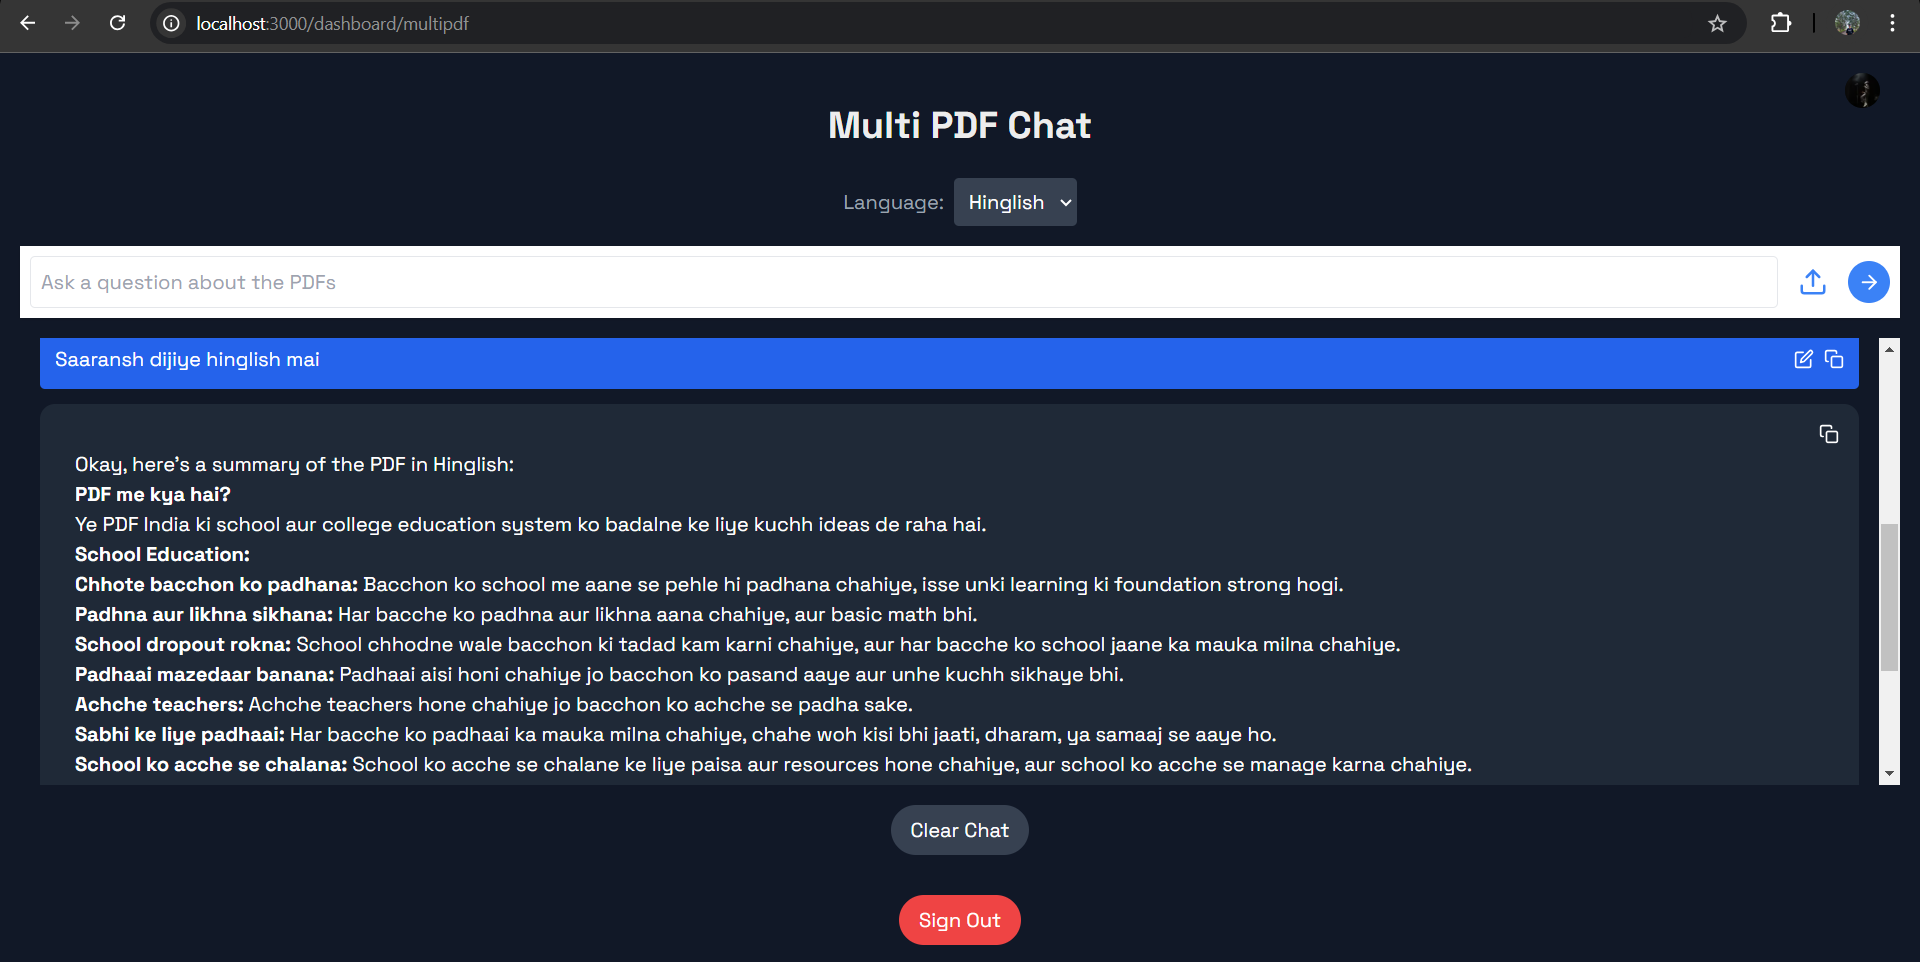 localhost:3000/dashboard/multipdf
Multi PDF Chat
Language: Hinglish
Ask a question about the PDFs
Saaransh dijiye hinglish mai
Okay, here's a summary of the PDF in Hinglish:
PDF me kya hai?
Ye PDF India ki school aur college education system ko badalne ke liye kuchh ideas de raha hai.
School Education:
Chhote bacchon ko padhana: Bacchon ko school me aane se pehle hi padhana chahiye, isse unki learning ki foundation strong hogi.
Padhna aur likhna sikhana: Har bacche ko padhna aur likhna aana chahiye, aur basic math bhi.
School dropout rokna: School chhodne wale bacchon ki tadad kam karni chahiye, aur har bacche ko school jaane ka mauka milna chahiye.
Padhaai mazedaar banana: Padhaai aisi honi chahiye jo bacchon ko pasand aaye aur unhe kuchh sikhaye bhi.
Achche teachers: Achche teachers hone chahiye jo bacchon ko achche se padha sake.
Sabhi ke liye padhaai: Har bacche ko padhaai ka mauka milna chahiye, chahe woh kisi bhi jaati, dharam, ya samaaj se aaye ho.
School ko acche se chalana: School ko acche se chalane ke liye paisa aur resources hone chahiye, aur school ko acche se manage karna chahiye.
Clear Chat
Sign Out